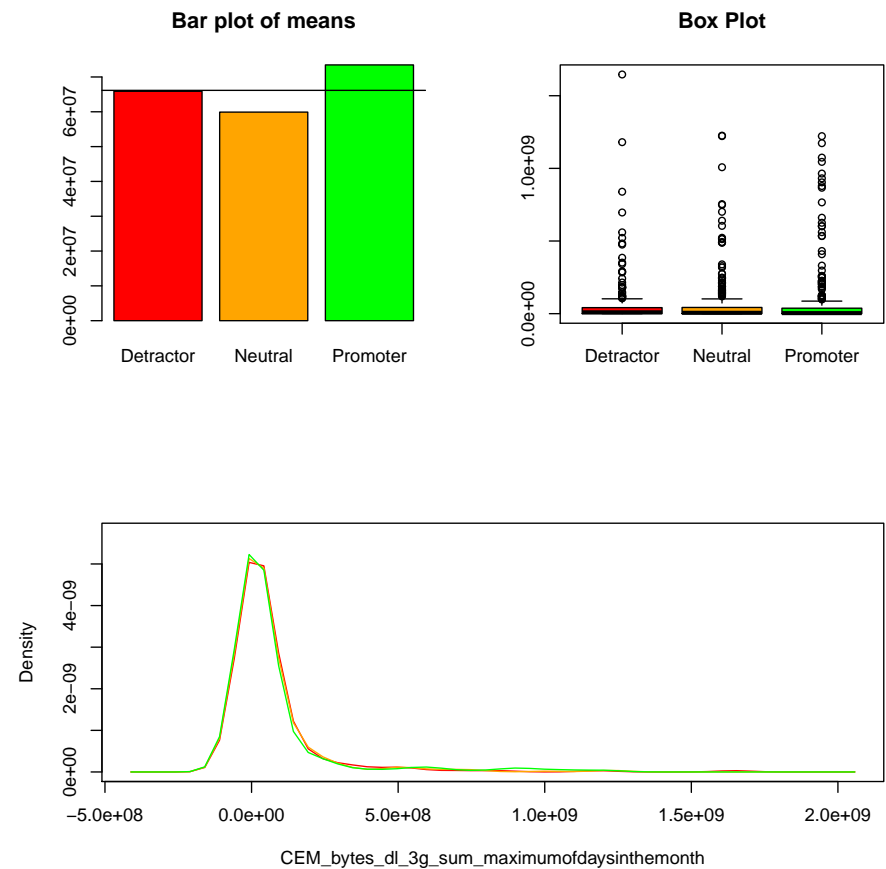 Bar plot of means
0e+00
2e+07
4e+07
6e+07
Detractor
Neutral
Promoter
Box Plot
0.0e+00
1.0e+09
Detractor
Neutral
Promoter
Density
0e+00
2e-09
4e-09
−5.0e+08
0.0e+00
5.0e+08
1.0e+09
1.5e+09
2.0e+09
CEM_bytes_dl_3g_sum_maximumofdaysinthemonth